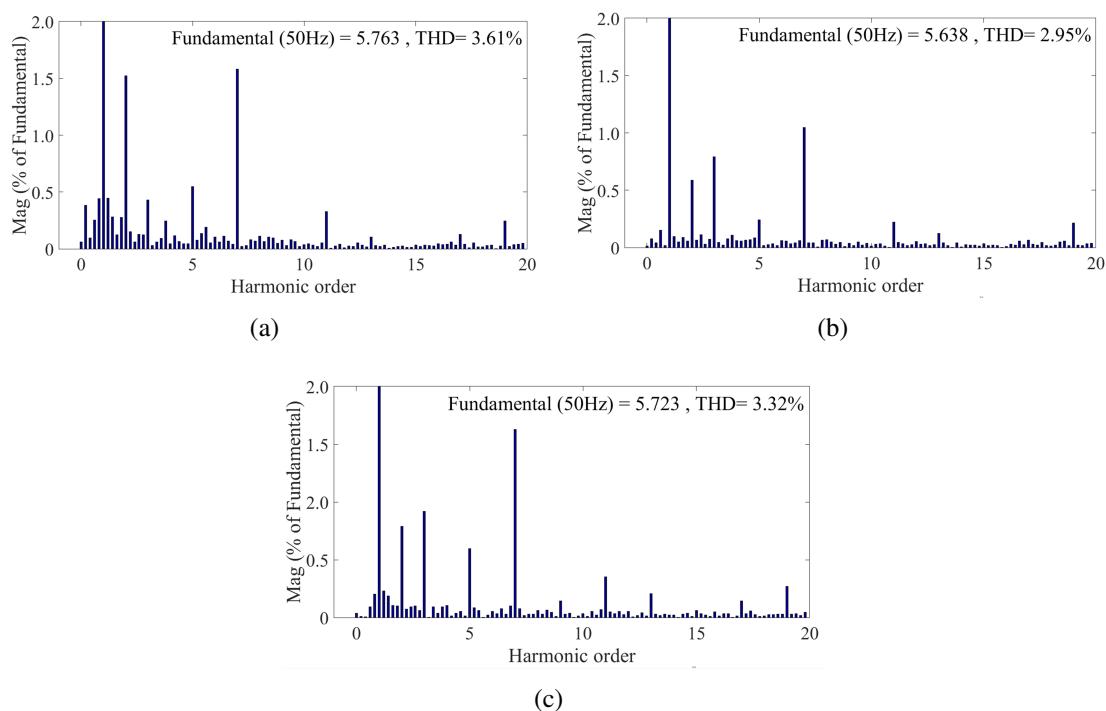 2.0
Fundamental (50Hz) = 5.763 , THD= 3.61%
1.5
1.0
0.5
0
Mag (% of Fundamental)
0 5 10 15 20
Harmonic order
(a)
2.0
Fundamental (50Hz) = 5.638 , THD= 2.95%
1.5
1.0
0.5
0
Mag (% of Fundamental)
0 5 10 15 20
Harmonic order
(b)
2.0
Fundamental (50Hz) = 5.723 , THD= 3.32%
1.5
2.0
0.5
0
Mag (% of Fundamental)
0 5 10 15 20
Harmonic order
(c)